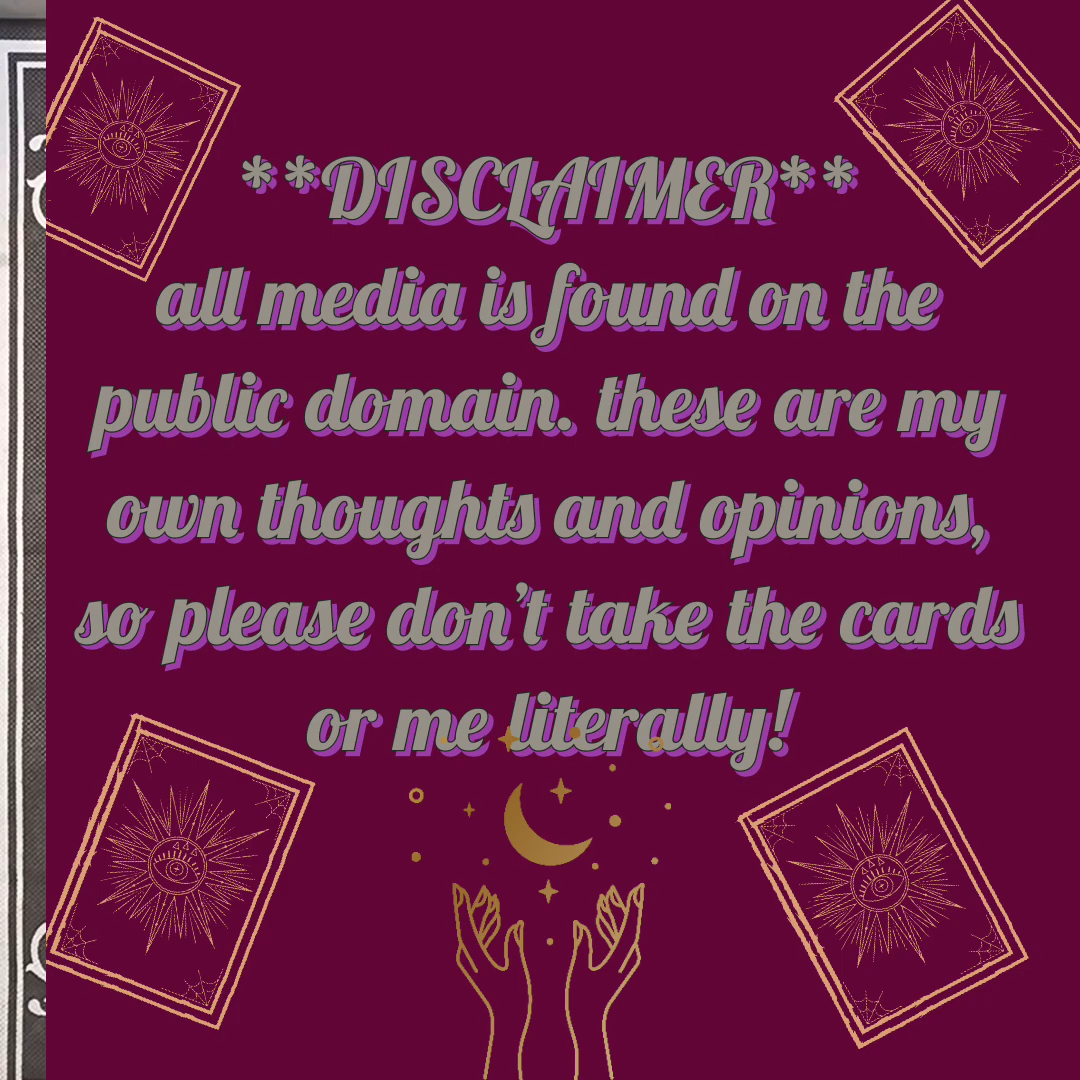 **DISCLAIMER**
all media is found on the
public domain. these are my
own thoughts and opinions,
so please don't take the cards
or me literally!